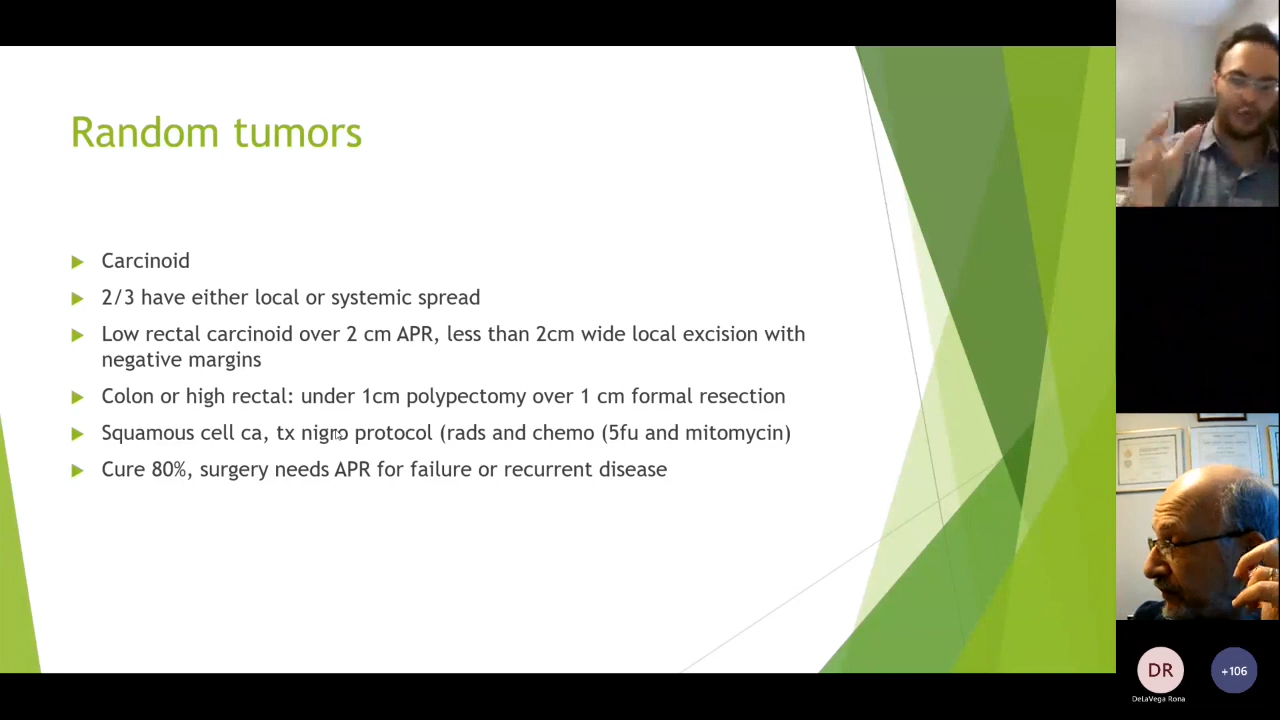 Random tumors
Carcinoid
2/3 have either local or systemic spread
Low rectal carcinoid over 2 cm APR, less than 2cm wide local excision with
negative margins
Colon or high rectal: under 1cm polypectomy over 1 cm formal resection
Squamous cell ca, tx nigro protocol (rads and chemo (5fu and mitomycin)
Cure 80%, surgery needs APR for failure or recurrent disease
DR
+106
DeLaVega Rona